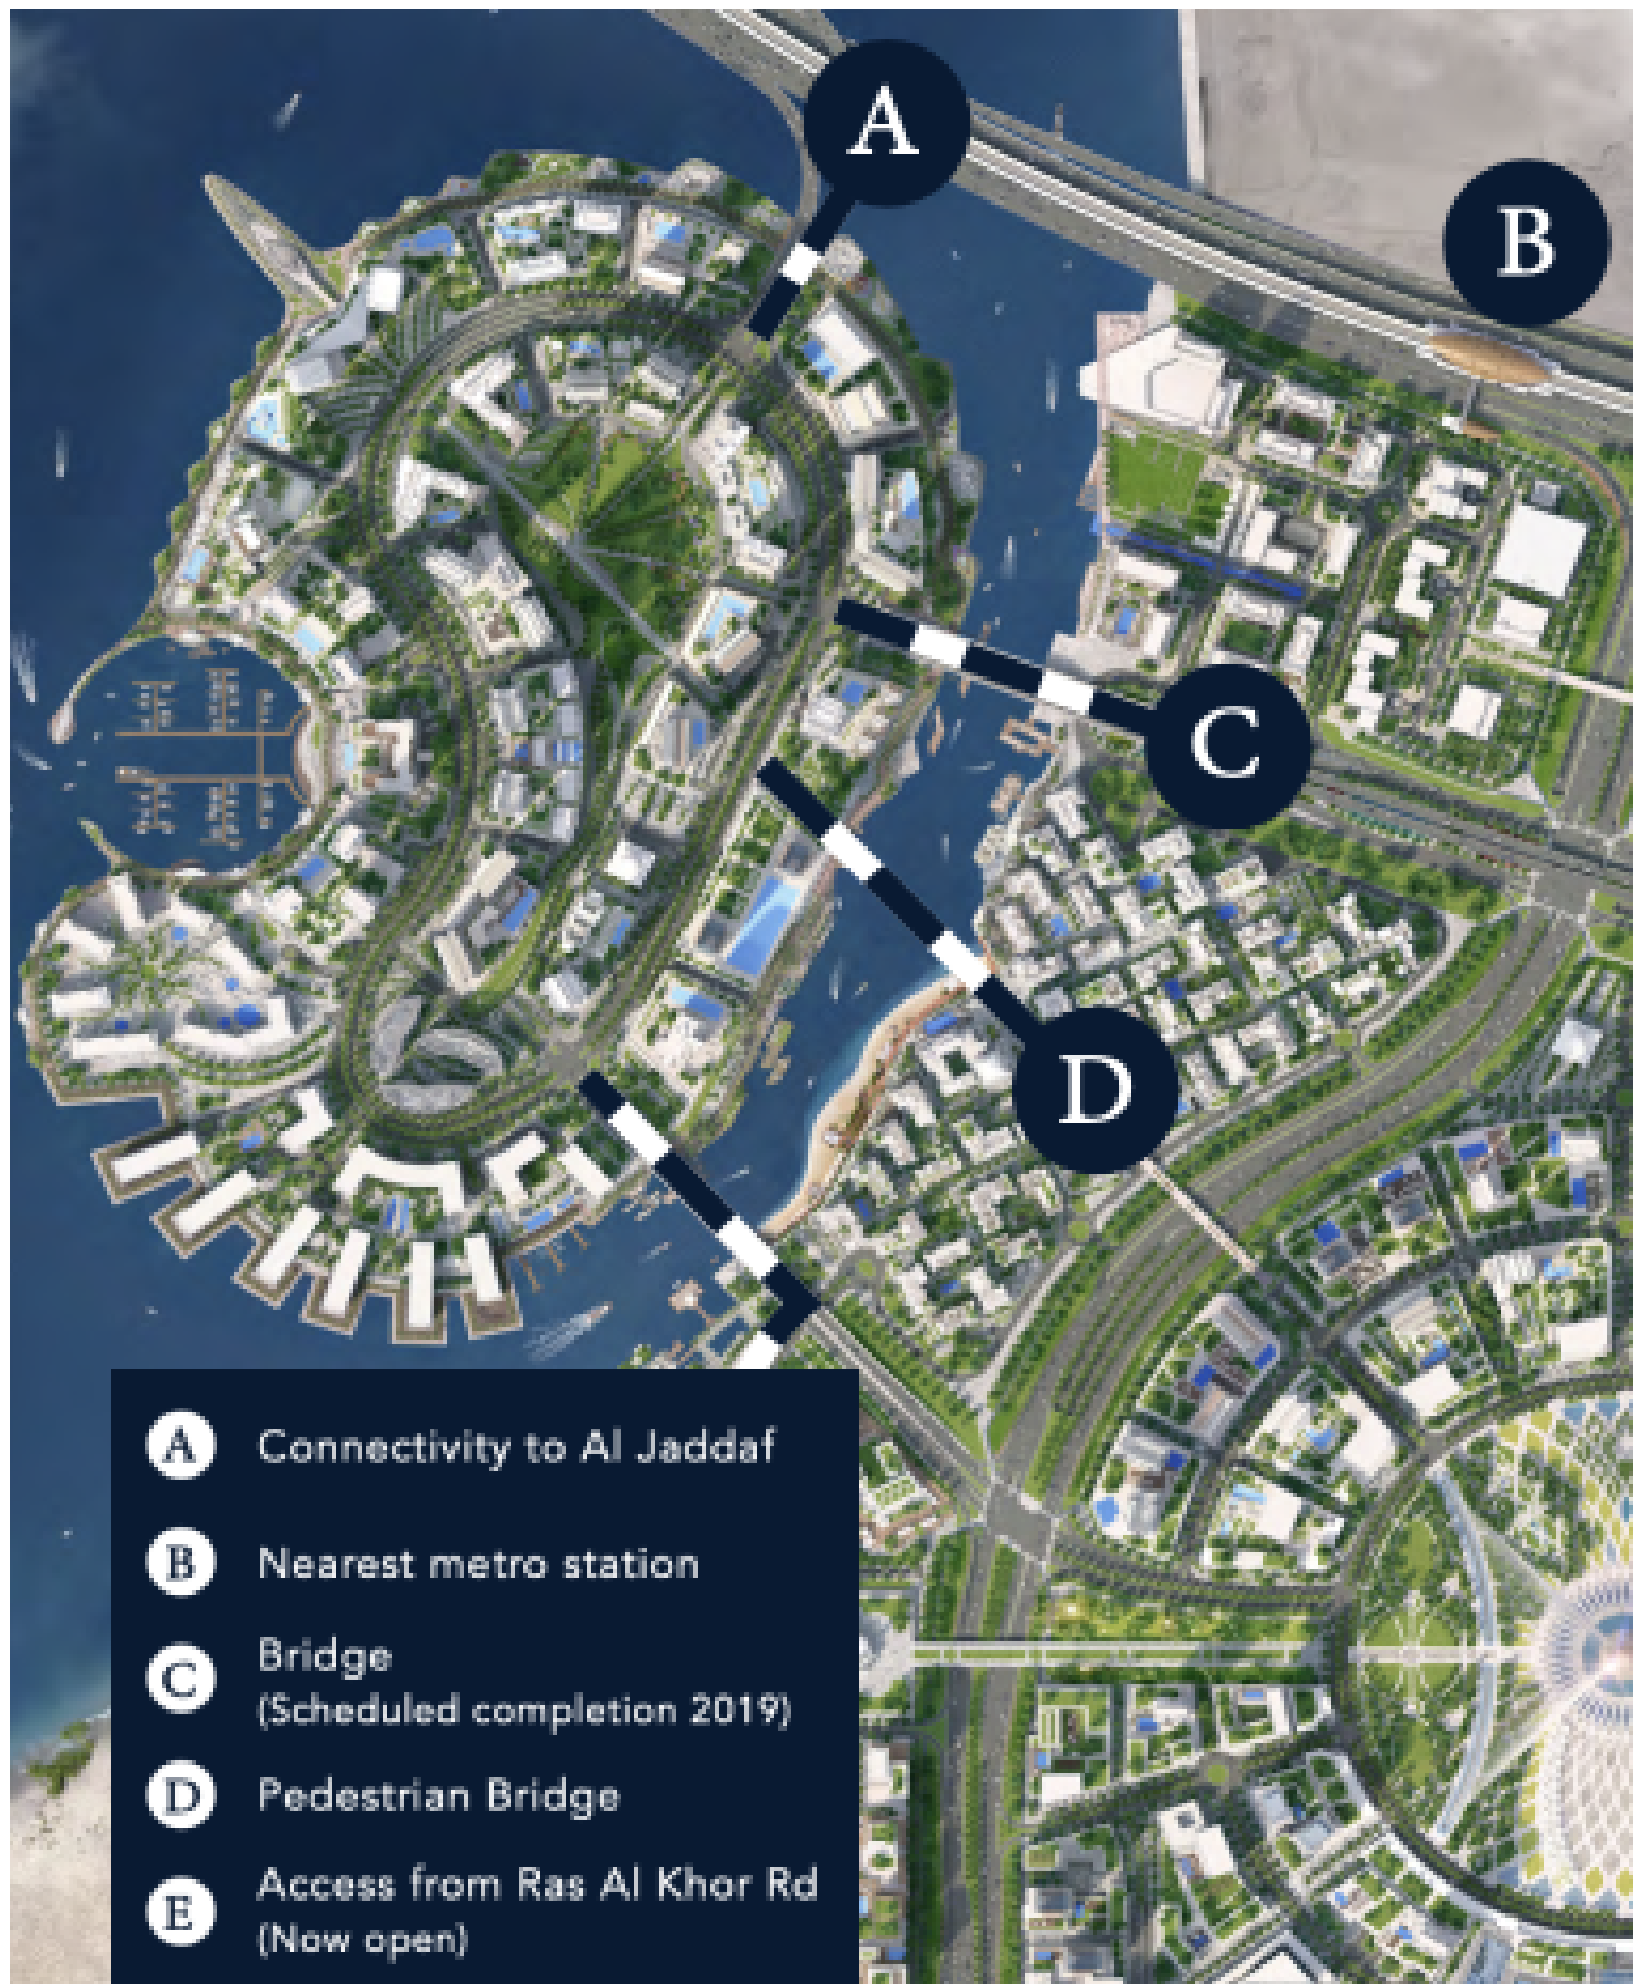 A
B
C
D
A Connectivity to Al Jaddaf
B Nearest metro station
C Bridge
(Scheduled completion 2019)
D Pedestrian Bridge
E Access from Ras Al Khor Rd
(Now open)